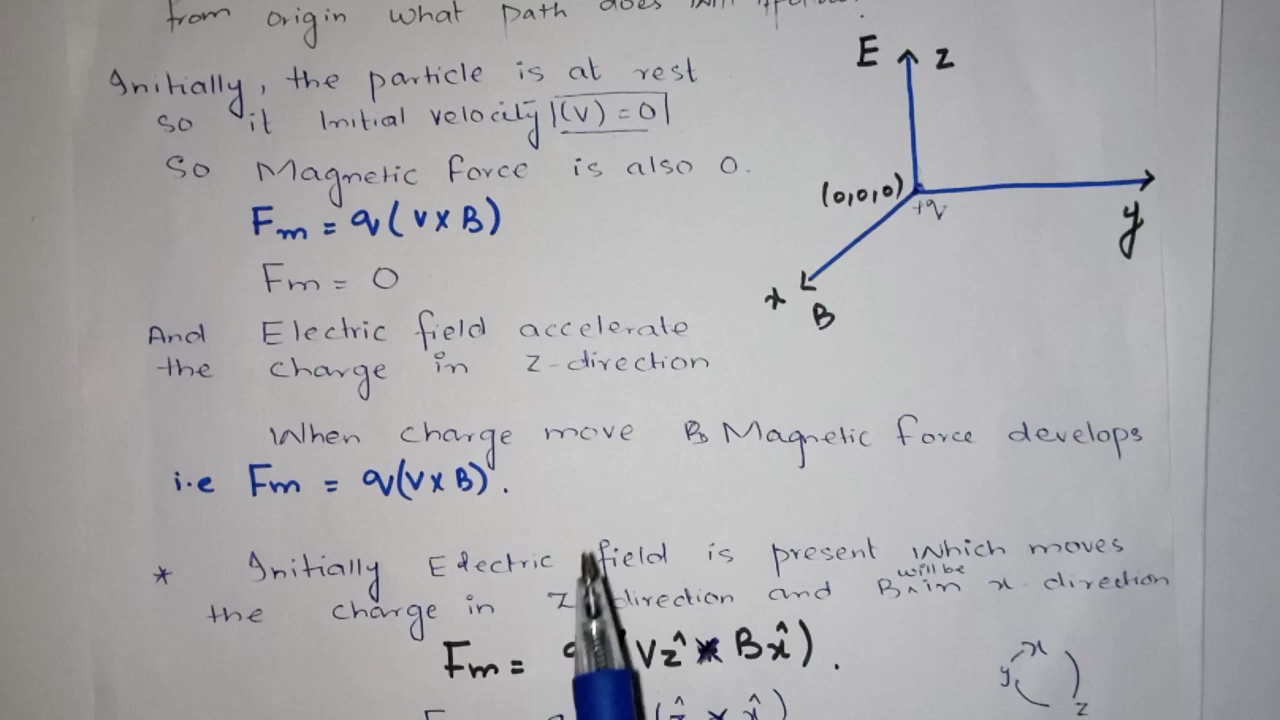 from origin what path does
Initially, the particle is at rest
so it Initial velocity |(V) = 0|
So Magnetic force is also 0.
Fm = q(V×B)
Fm = 0
And Electric field accelerate
the charge in Z-direction
When charge move B Magnetic force develops
i.e Fm = q(V×B).
* Initially Electric field is present which moves
the charge in Z direction and B will be in x direction
Fm = (Vẑ × Bx̂).
(ẑ × x̂)
E z
(0,0,0)
+q
y
x
B
x
y
z